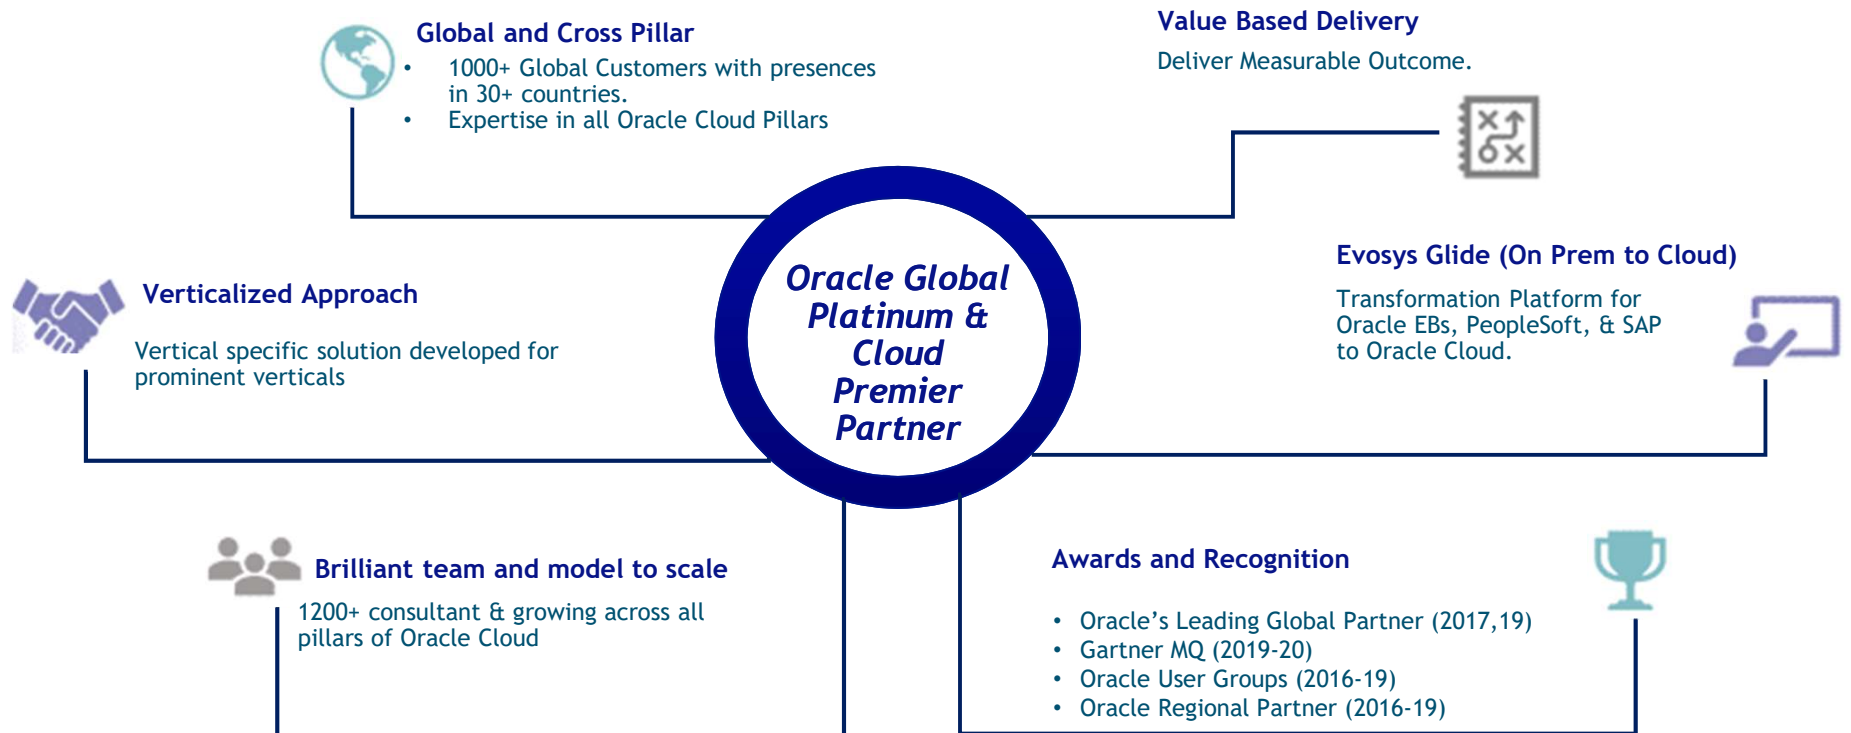 Global and Cross Pillar
• 1000+ Global Customers with presences
in 30+ countries.
• Expertise in all Oracle Cloud Pillars
Value Based Delivery
Deliver Measurable Outcome.
Verticalized Approach
Vertical specific solution developed for
prominent verticals
Oracle Global
Platinum &
Cloud
Premier
Partner
Evosys Glide (On Prem to Cloud)
Transformation Platform for
Oracle EBs, PeopleSoft, & SAP
to Oracle Cloud.
Brilliant team and model to scale
1200+ consultant & growing across all
pillars of Oracle Cloud
Awards and Recognition
• Oracle’s Leading Global Partner (2017,19)
• Gartner MQ (2019-20)
• Oracle User Groups (2016-19)
• Oracle Regional Partner (2016-19)